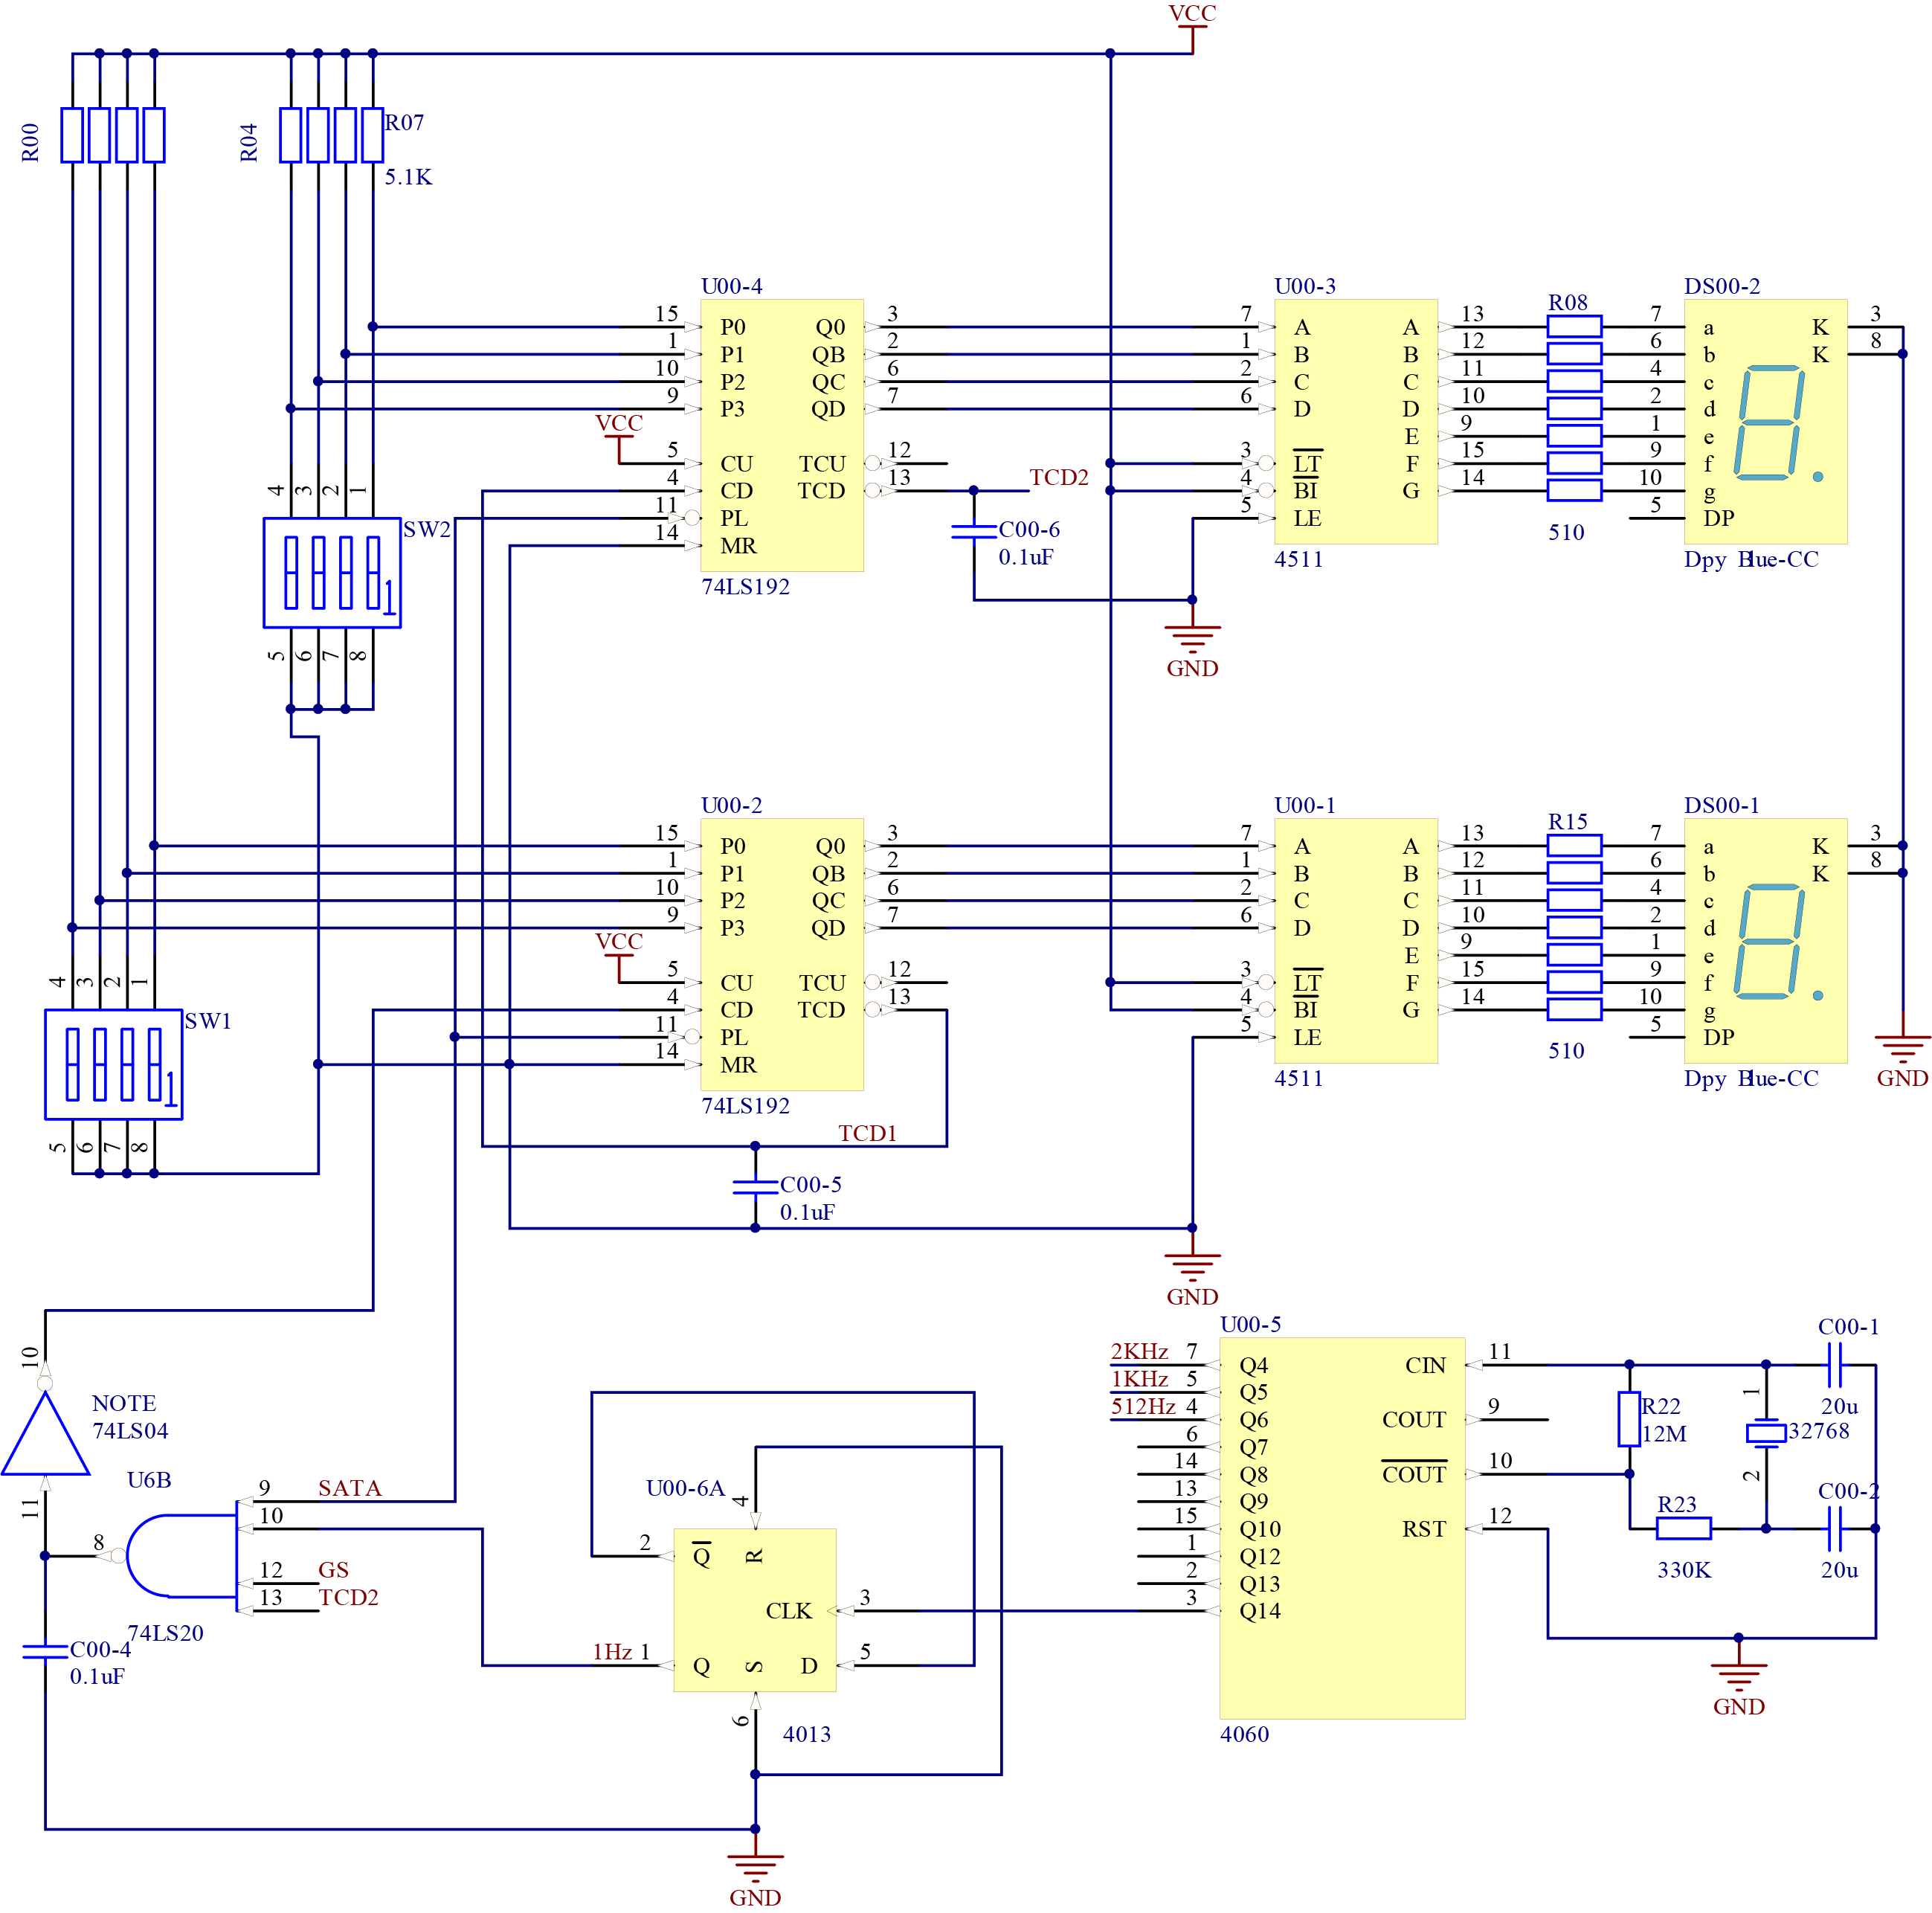 VCC
R00
R04
R07
5.1K
U00-4
15 P0 Q0 3
1 P1 QB 2
10 P2 QC 6
9 P3 QD 7
VCC
5 CU TCU 12
4 CD TCD 13
TCD2
11 PL
14 MR
74LS192
C00-6
0.1uF
U00-3
7 A A 13
1 B B 12
2 C C 11
6 D D 10
E 9
3 LT F 15
4 BI G 14
5 LE
4511
GND
R08
510
DS00-2
7 a K 3
6 b K 8
4 c
2 d
1 e
9 f
10 g
5 DP
Dpy Blue-CC
4 3 2 1
SW2
1
5 6 7 8
U00-2
15 P0 Q0 3
1 P1 QB 2
10 P2 QC 6
9 P3 QD 7
VCC
5 CU TCU 12
4 CD TCD 13
11 PL
14 MR
74LS192
TCD1
C00-5
0.1uF
U00-1
7 A A 13
1 B B 12
2 C C 11
6 D D 10
E 9
3 LT F 15
4 BI G 14
5 LE
4511
GND
R15
510
DS00-1
7 a K 3
6 b K 8
4 c
2 d
1 e
9 f
10 g
5 DP
Dpy Blue-CC
GND
4 3 2 1
SW1
1
5 6 7 8
10
NOTE
74LS04
11
U6B
9 SATA
10
8
12 GS
13 TCD2
74LS20
C00-4
0.1uF
U00-6A
4
2 Q R
CLK 3
1Hz 1 Q S D 5
6
4013
GND
U00-5
2KHz 7 Q4 CIN 11
1KHz 5 Q5
512Hz 4 Q6 COUT 9
6 Q7
14 Q8 COUT 10
13 Q9
15 Q10 RST 12
1 Q12
2 Q13
3 Q14
4060
R22
12M
1
32768
2
R23
330K
C00-1
20u
C00-2
20u
GND